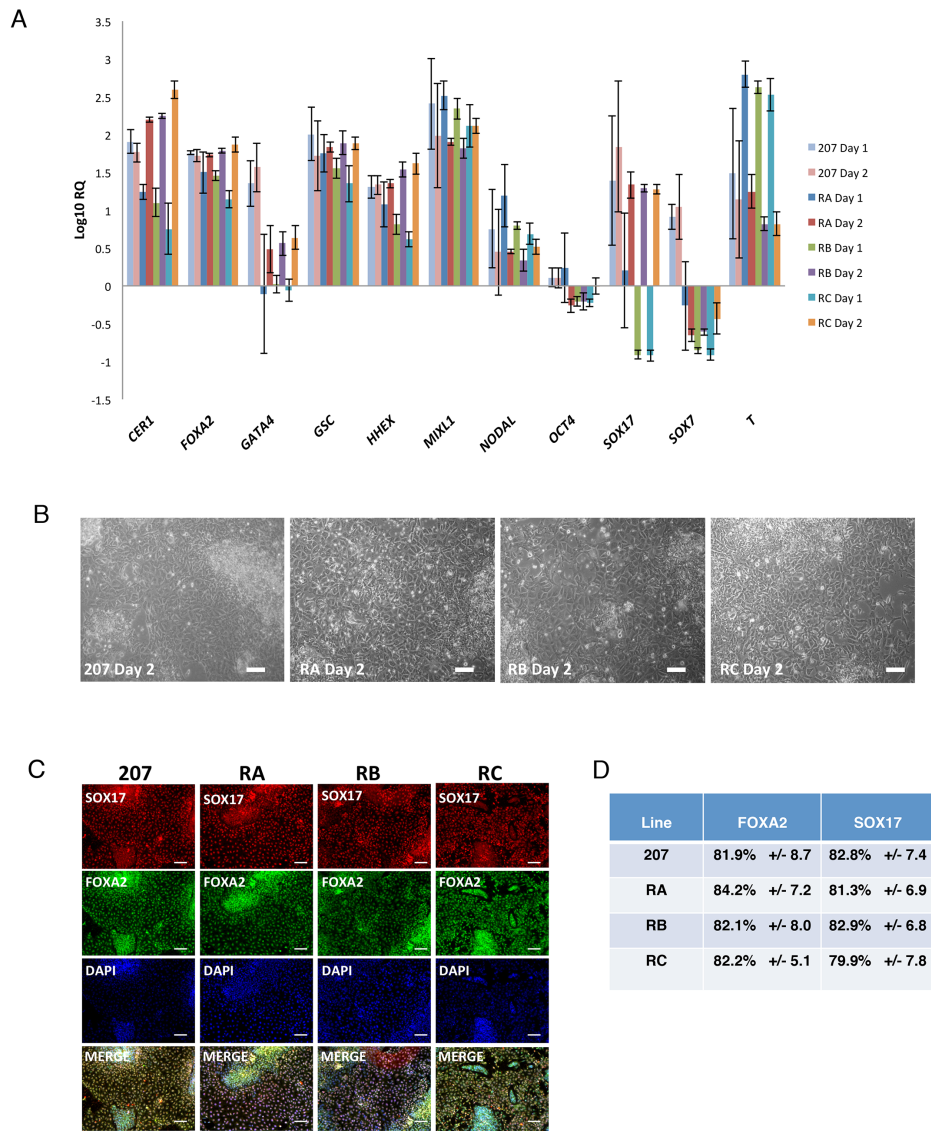 A
3.5
3
2.5
2
1.5
1
0.5
0
-0.5
-1
-1.5
Log10 RQ
CER1
FOXA2
GATA4
GSC
HHEX
MIXL1
NODAL
OCT4
SOX17
SOX7
T
207 Day 1
207 Day 2
RA Day 1
RA Day 2
RB Day 1
RB Day 2
RC Day 1
RC Day 2
B
207 Day 2
RA Day 2
RB Day 2
RC Day 2
C
207 RA RB RC
SOX17 SOX17 SOX17 SOX17
FOXA2 FOXA2 FOXA2 FOXA2
DAPI DAPI DAPI DAPI
MERGE MERGE MERGE MERGE
D
Line FOXA2 SOX17
207 81.9% +/- 8.7 82.8% +/- 7.4
RA 84.2% +/- 7.2 81.3% +/- 6.9
RB 82.1% +/- 8.0 82.9% +/- 6.8
RC 82.2% +/- 5.1 79.9% +/- 7.8